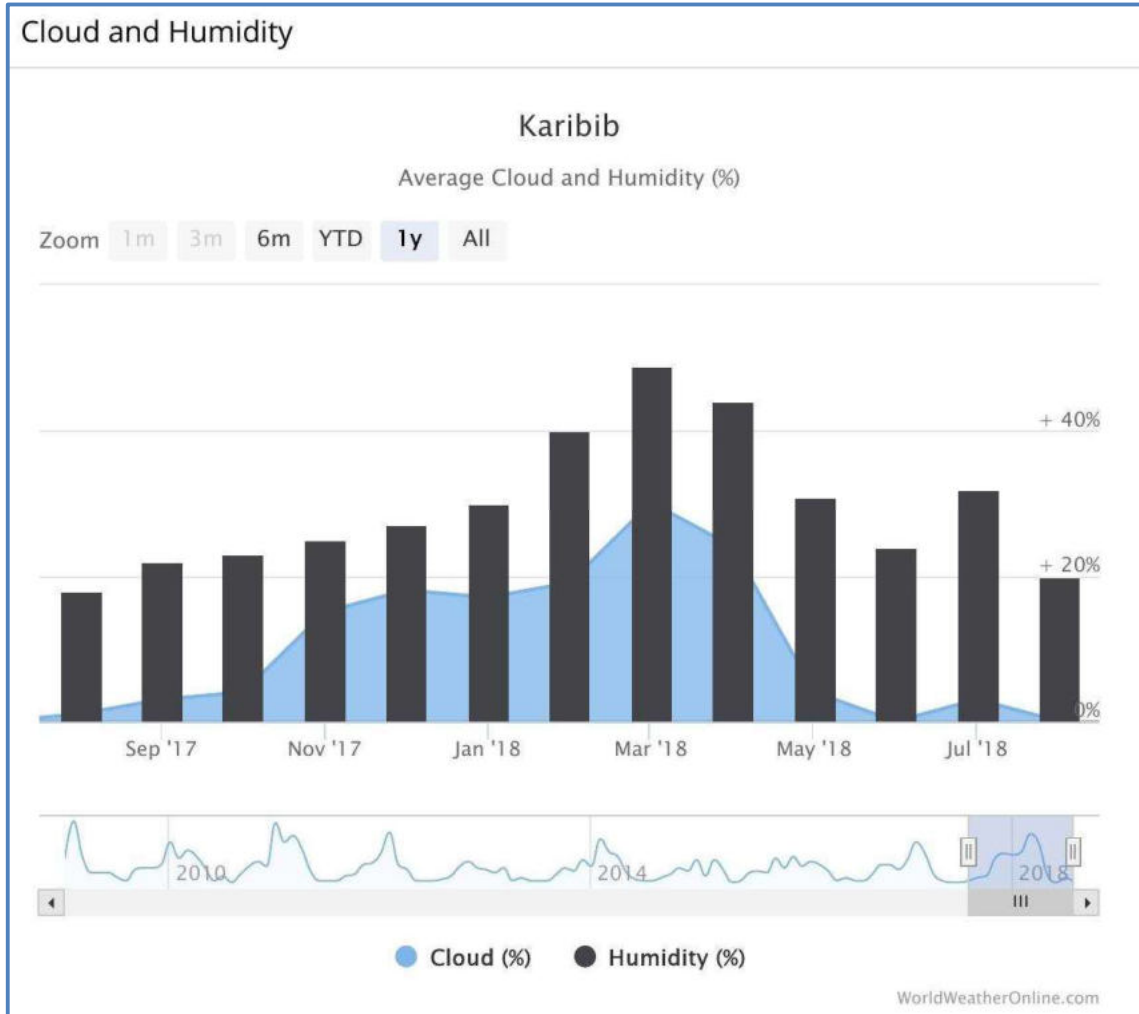 Cloud and Humidity
Karibib
Average Cloud and Humidity (%)
Zoom 1m 3m 6m YTD 1y All
+ 40%
+ 20%
0%
Sep '17 Nov '17 Jan '18 Mar '18 May '18 Jul '18
2010 2014 2018
Cloud (%) Humidity (%)
WorldWeatherOnline.com